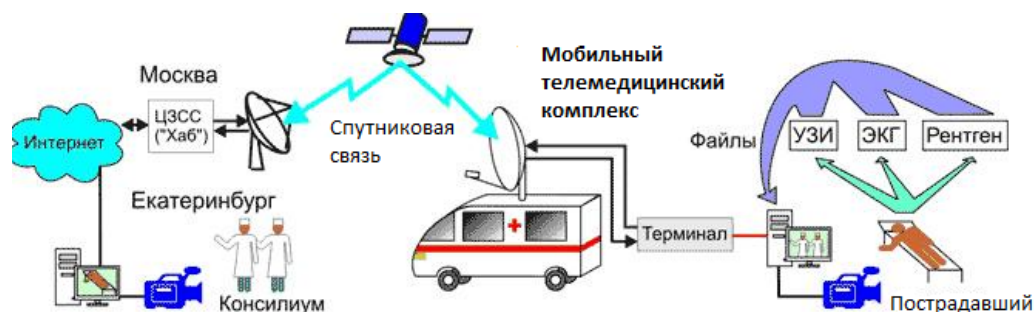 Москва
ЦЗСС
("Хаб")
Интернет
Екатеринбург
Консилиум
Спутниковая
связь
Мобильный
телемедицинский
комплекс
Терминал
Файлы
УЗИ
ЭКГ
Рентген
Пострадавший